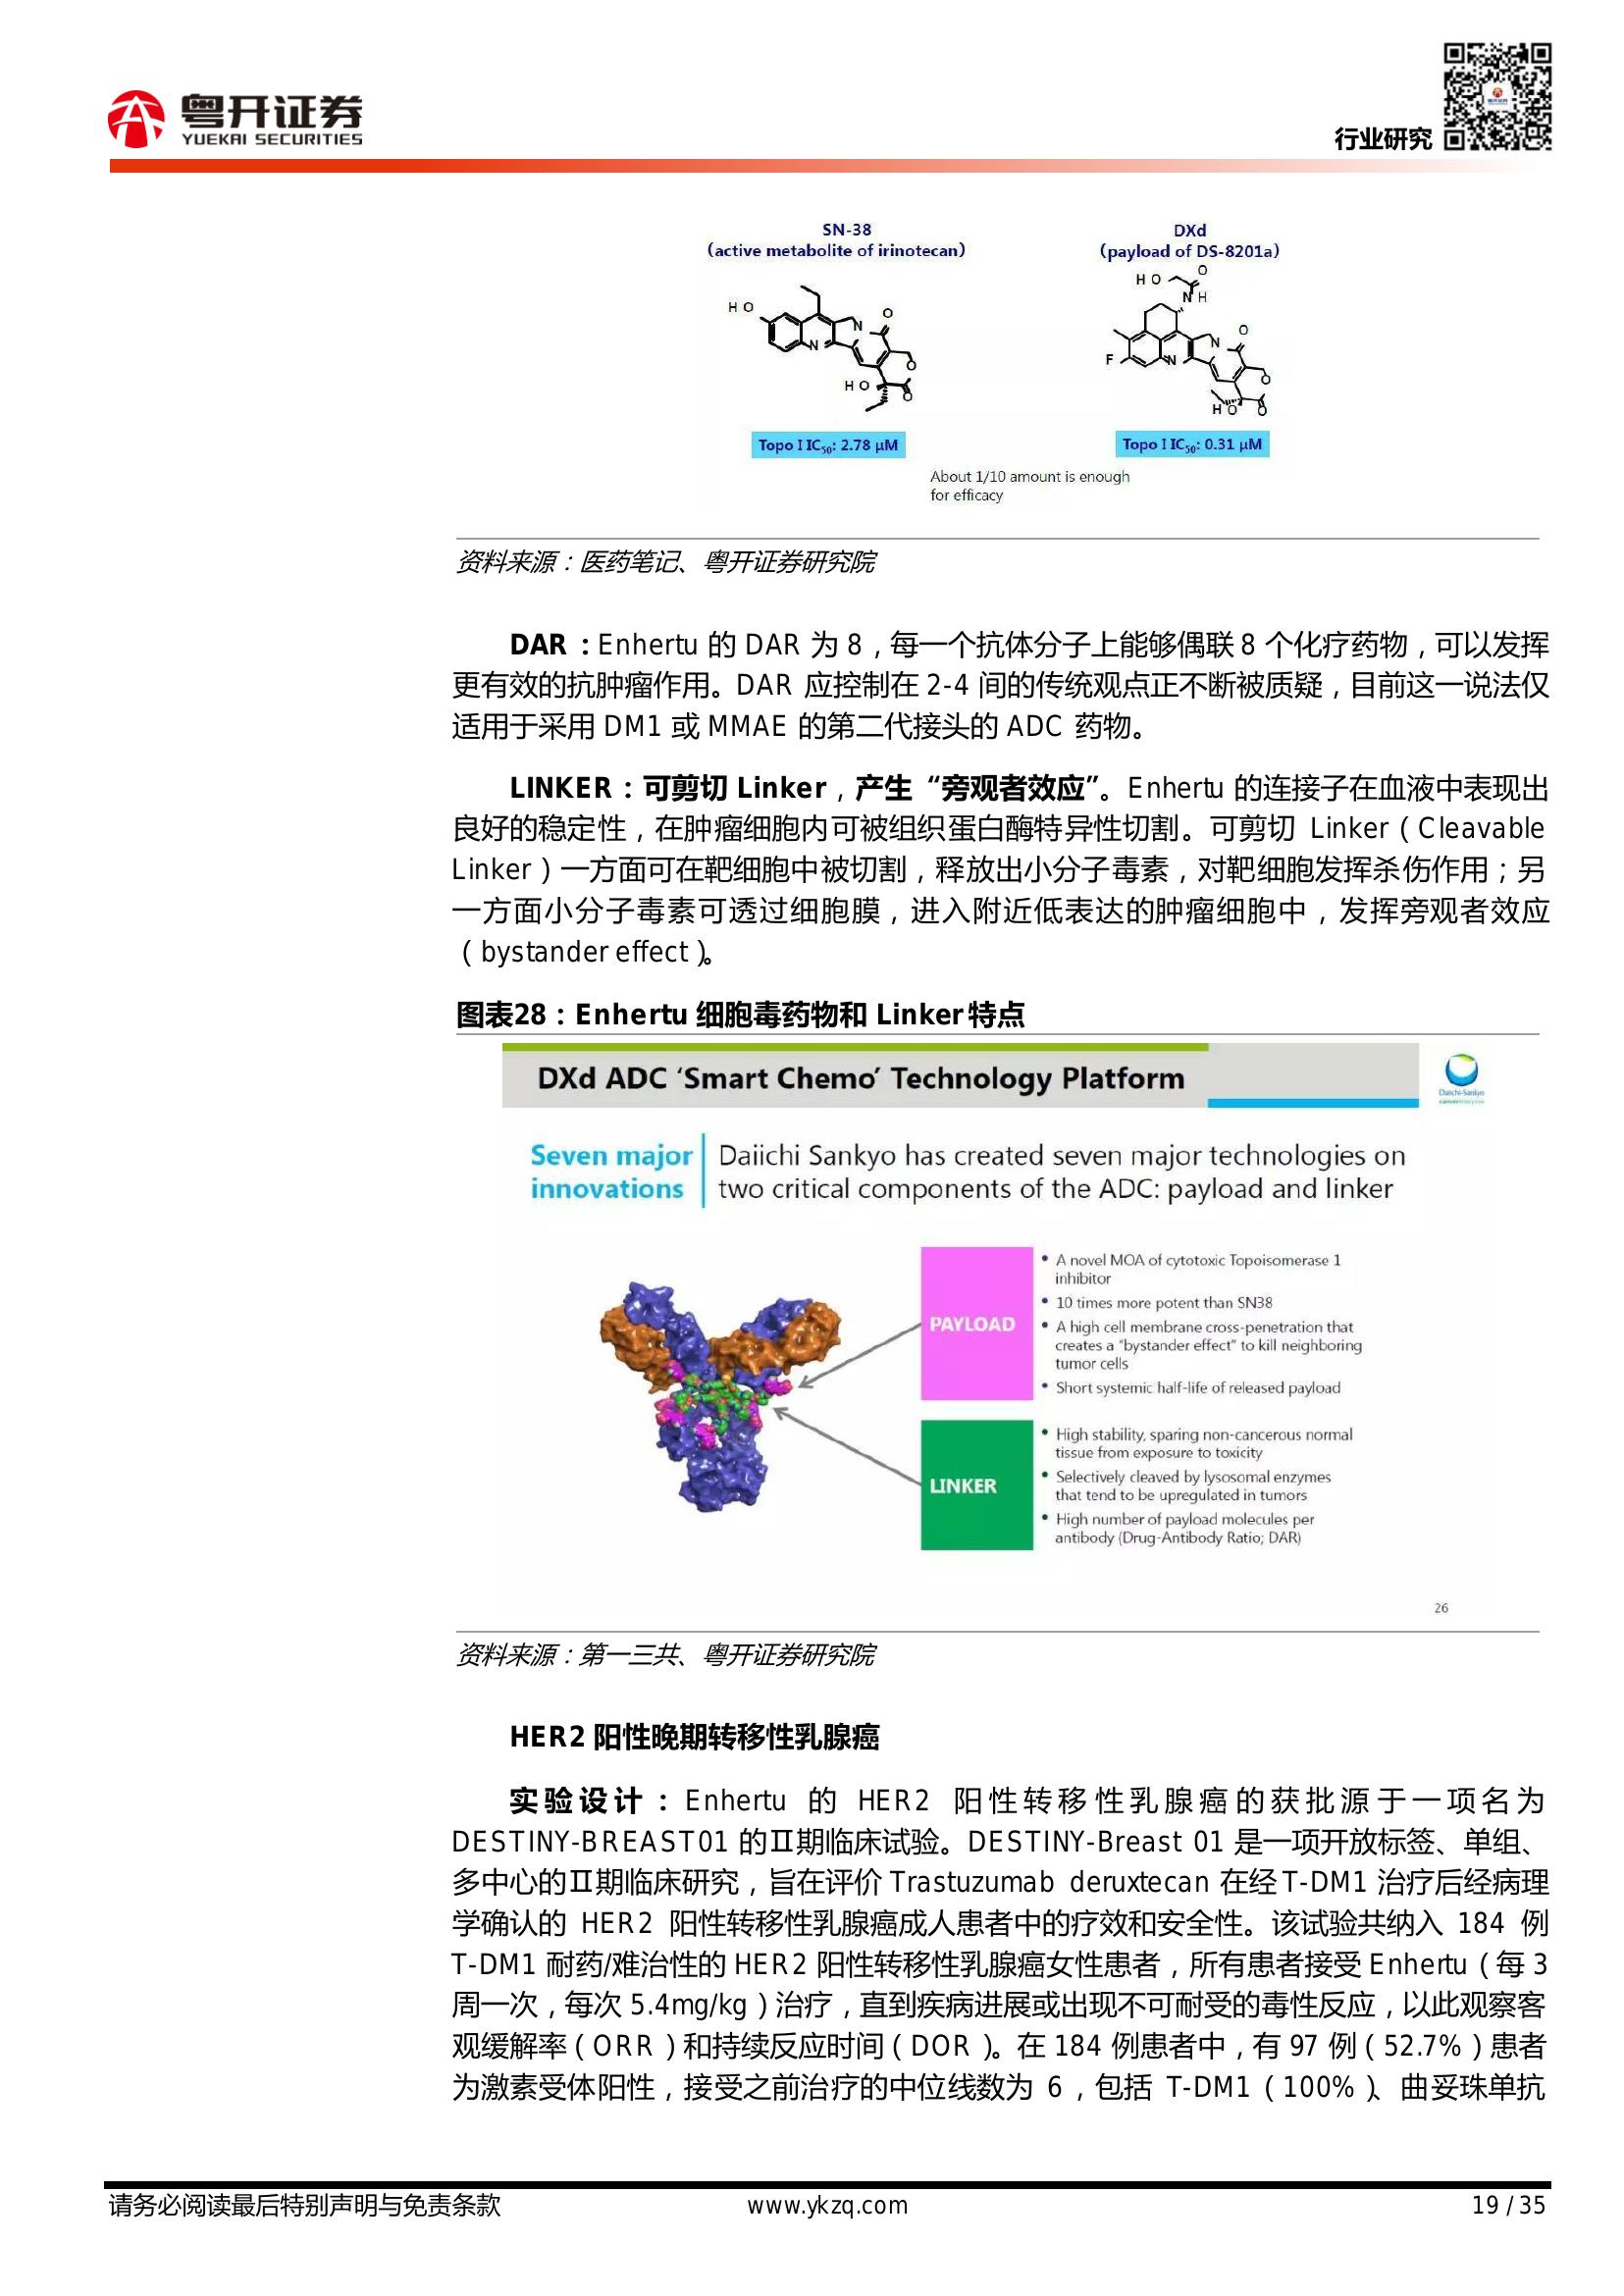 粤开证券
YUEKAI SECURITIES
行业研究
SN-38
(active metabolite of irinotecan)
DXd
(payload of DS-8201a)
HO
N
O
N
O
HO
O
HO
O
N H
O
F
N
N
O
HO
O
Topo I IC50: 2.78 μM
Topo I IC50: 0.31 μM
About 1/10 amount is enough
for efficacy
资料来源：医药笔记、粤开证券研究院
DAR：Enhertu 的 DAR 为 8，每一个抗体分子上能够偶联 8 个化疗药物，可以发挥
更有效的抗肿瘤作用。DAR 应控制在 2-4 间的传统观点正不断被质疑，目前这一说法仅
适用于采用 DM1 或 MMAE 的第二代接头的 ADC 药物。
LINKER：可剪切 Linker，产生“旁观者效应”。Enhertu 的连接子在血液中表现出
良好的稳定性，在肿瘤细胞内可被组织蛋白酶特异性切割。可剪切 Linker（Cleavable
Linker）一方面可在靶细胞中被切割，释放出小分子毒素，对靶细胞发挥杀伤作用；另
一方面小分子毒素可透过细胞膜，进入附近低表达的肿瘤细胞中，发挥旁观者效应
（bystander effect）。
图表28：Enhertu 细胞毒药物和 Linker 特点
DXd ADC ‘Smart Chemo’ Technology Platform
Daiichi-Sankyo
Seven major
innovations
Daiichi Sankyo has created seven major technologies on
two critical components of the ADC: payload and linker
PAYLOAD
• A novel MOA of cytotoxic Topoisomerase 1
inhibitor
• 10 times more potent than SN38
• A high cell membrane cross-penetration that
creates a "bystander effect" to kill neighboring
tumor cells
• Short systemic half-life of released payload
LINKER
• High stability, sparing non-cancerous normal
tissue from exposure to toxicity
• Selectively cleaved by lysosomal enzymes
that tend to be upregulated in tumors
• High number of payload molecules per
antibody (Drug-Antibody Ratio; DAR)
26
资料来源：第一三共、粤开证券研究院
HER2 阳性晚期转移性乳腺癌
实验设计：Enhertu 的 HER2 阳性转移性乳腺癌的获批源于一项名为
DESTINY-BREAST01 的Ⅱ期临床试验。DESTINY-Breast 01 是一项开放标签、单组、
多中心的Ⅱ期临床研究，旨在评价 Trastuzumab deruxtecan 在经 T-DM1 治疗后经病理
学确认的 HER2 阳性转移性乳腺癌成人患者中的疗效和安全性。该试验共纳入 184 例
T-DM1 耐药/难治性的 HER2 阳性转移性乳腺癌女性患者，所有患者接受 Enhertu（每 3
周一次，每次 5.4mg/kg）治疗，直到疾病进展或出现不可耐受的毒性反应，以此观察客
观缓解率（ORR）和持续反应时间（DOR）。在 184 例患者中，有 97 例（52.7%）患者
为激素受体阳性，接受之前治疗的中位线数为 6，包括 T-DM1（100%）、曲妥珠单抗
请务必阅读最后特别声明与免责条款
www.ykzq.com
19 / 35